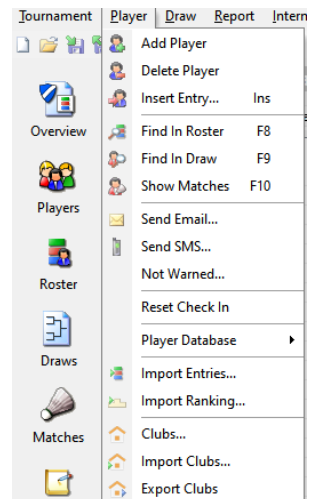 Tournament Player Draw Report Intern
Add Player
Delete Player
Insert Entry... Ins
Find In Roster F8
Find In Draw F9
Show Matches F10
Send Email...
Send SMS...
Not Warned...
Reset Check In
Player Database
Import Entries...
Import Ranking...
Clubs...
Import Clubs...
Export Clubs
Overview
Players
Roster
Draws
Matches